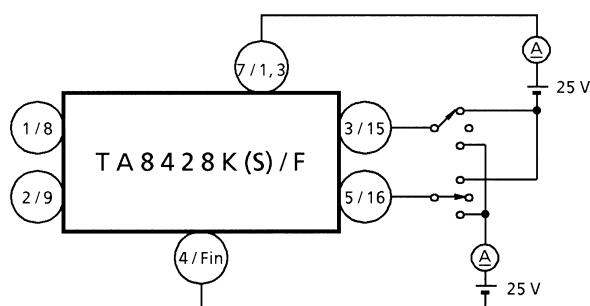 A
7/1, 3
25 V
1/8
3/15
TA8428K(S)/F
2/9
5/16
4/Fin
A
25 V